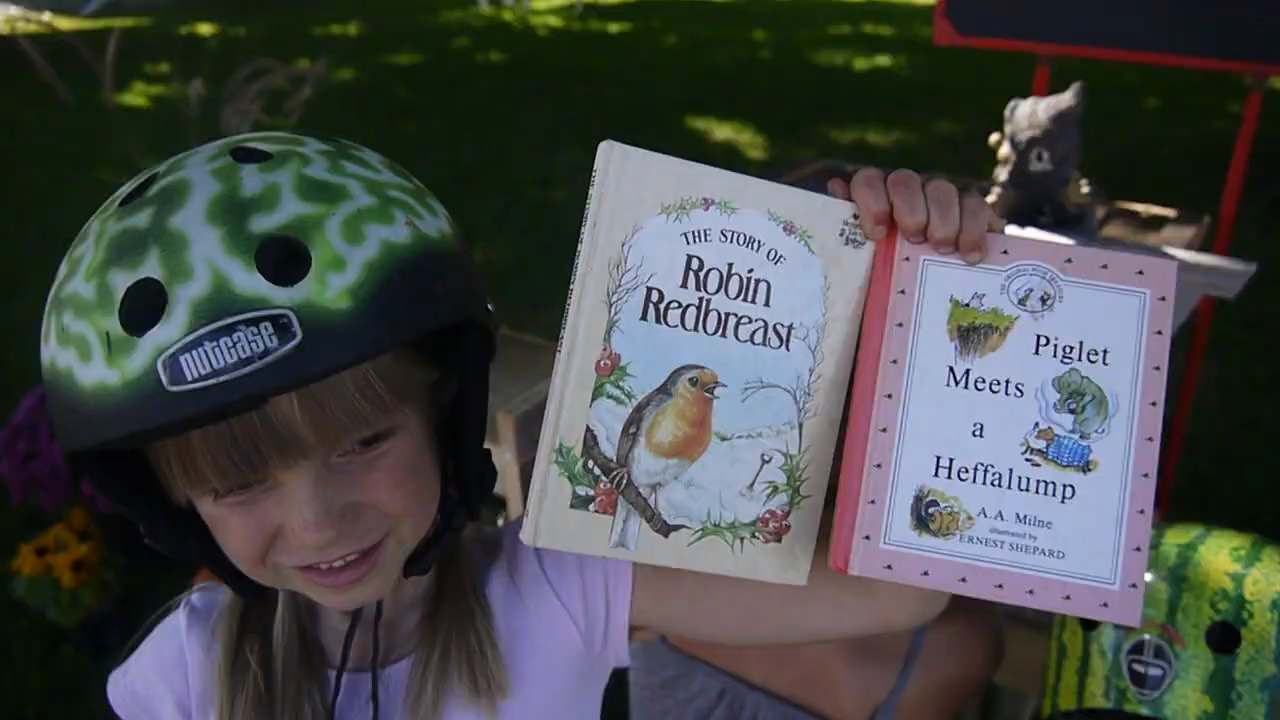 nutcase
THE STORY OF
Robin
Redbreast
Piglet
Meets
a
Heffalump
A.A. Milne
illustrated by
ERNEST SHEPARD